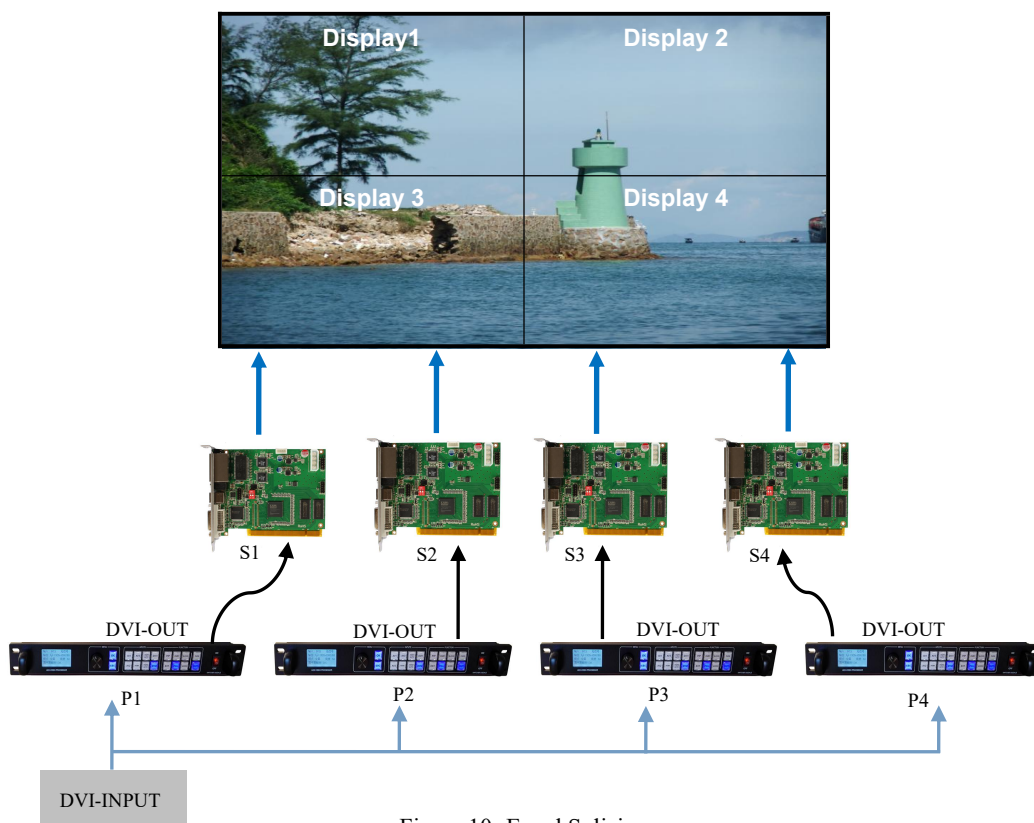 Display1
Display 2
Display 3
Display 4
S1
S2
S3
S4
DVI-OUT
DVI-OUT
DVI-OUT
DVI-OUT
P1
P2
P3
P4
DVI-INPUT